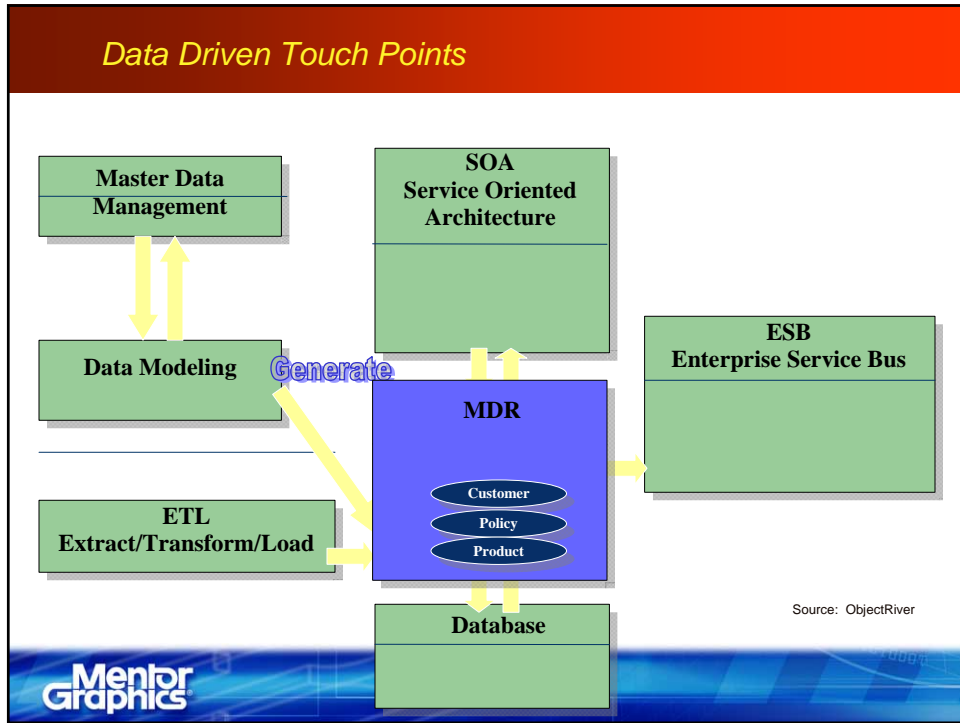 Data Driven Touch Points
Master Data
Management
SOA
Service Oriented
Architecture
Data Modeling
Generate
ESB
Enterprise Service Bus
MDR
Customer
Policy
Product
ETL
Extract/Transform/Load
Database
Source: ObjectRiver
Mentor
Graphics